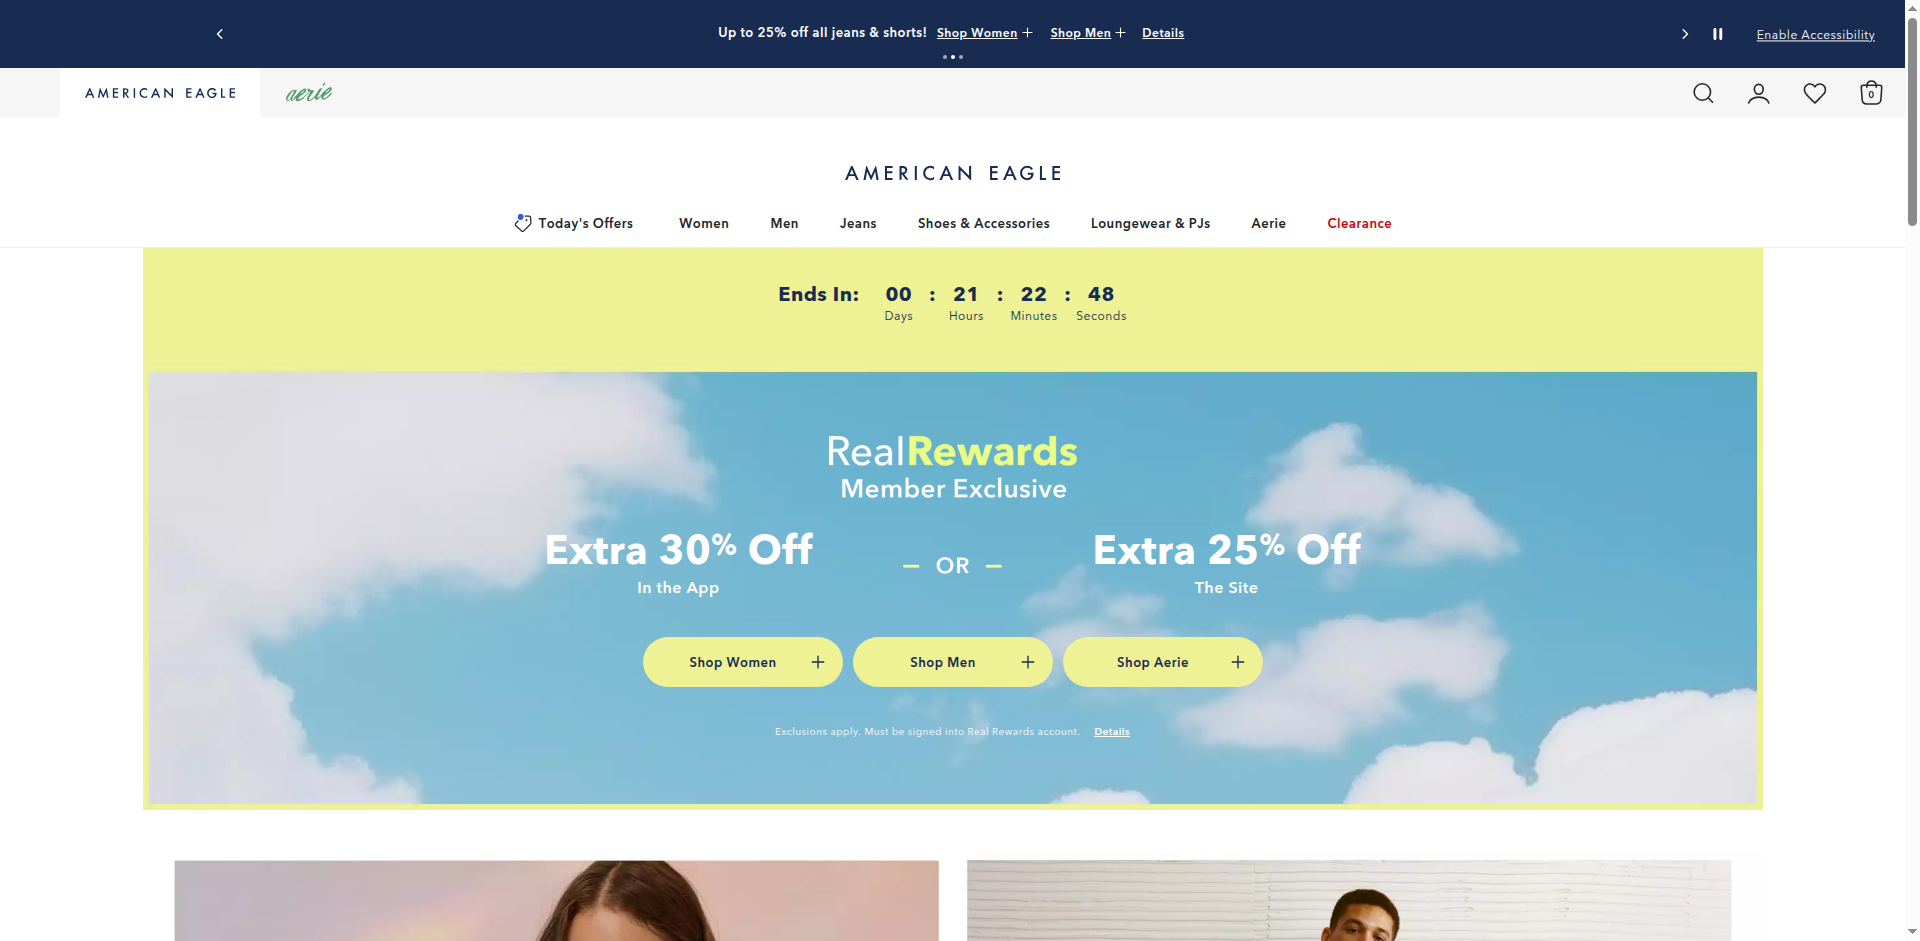 Up to 25% off all jeans & shorts! Shop Women Shop Men Details
Enable Accessibility
AMERICAN EAGLE
aerie
0
AMERICAN EAGLE
Today's Offers Women Men Jeans Shoes & Accessories Loungewear & PJs Aerie Clearance
Ends In: 00 : 21 : 22 : 48
Days Hours Minutes Seconds
RealRewards
Member Exclusive
Extra 30% Off
In the App
OR
Extra 25% Off
The Site
Shop Women
Shop Men
Shop Aerie
Exclusions apply. Must be signed into Real Rewards account. Details